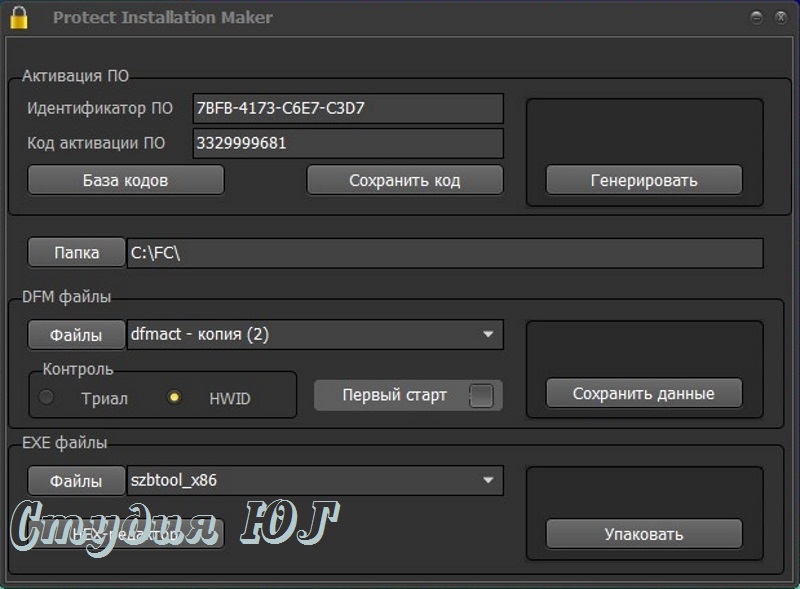 Protect Installation Maker
Активация ПО
Идентификатор ПО 7BFB-4173-C6E7-C3D7
Код активации ПО 3329999681
База кодов Сохранить код Генерировать
Папка C:\FC\
DFM файлы
Файлы dfmact - копия (2)
Контроль
Триал HWID Первый старт Сохранить данные
EXE файлы
Файлы szbtool_x86
Студия ЮГ
HEX-редактор Упаковать